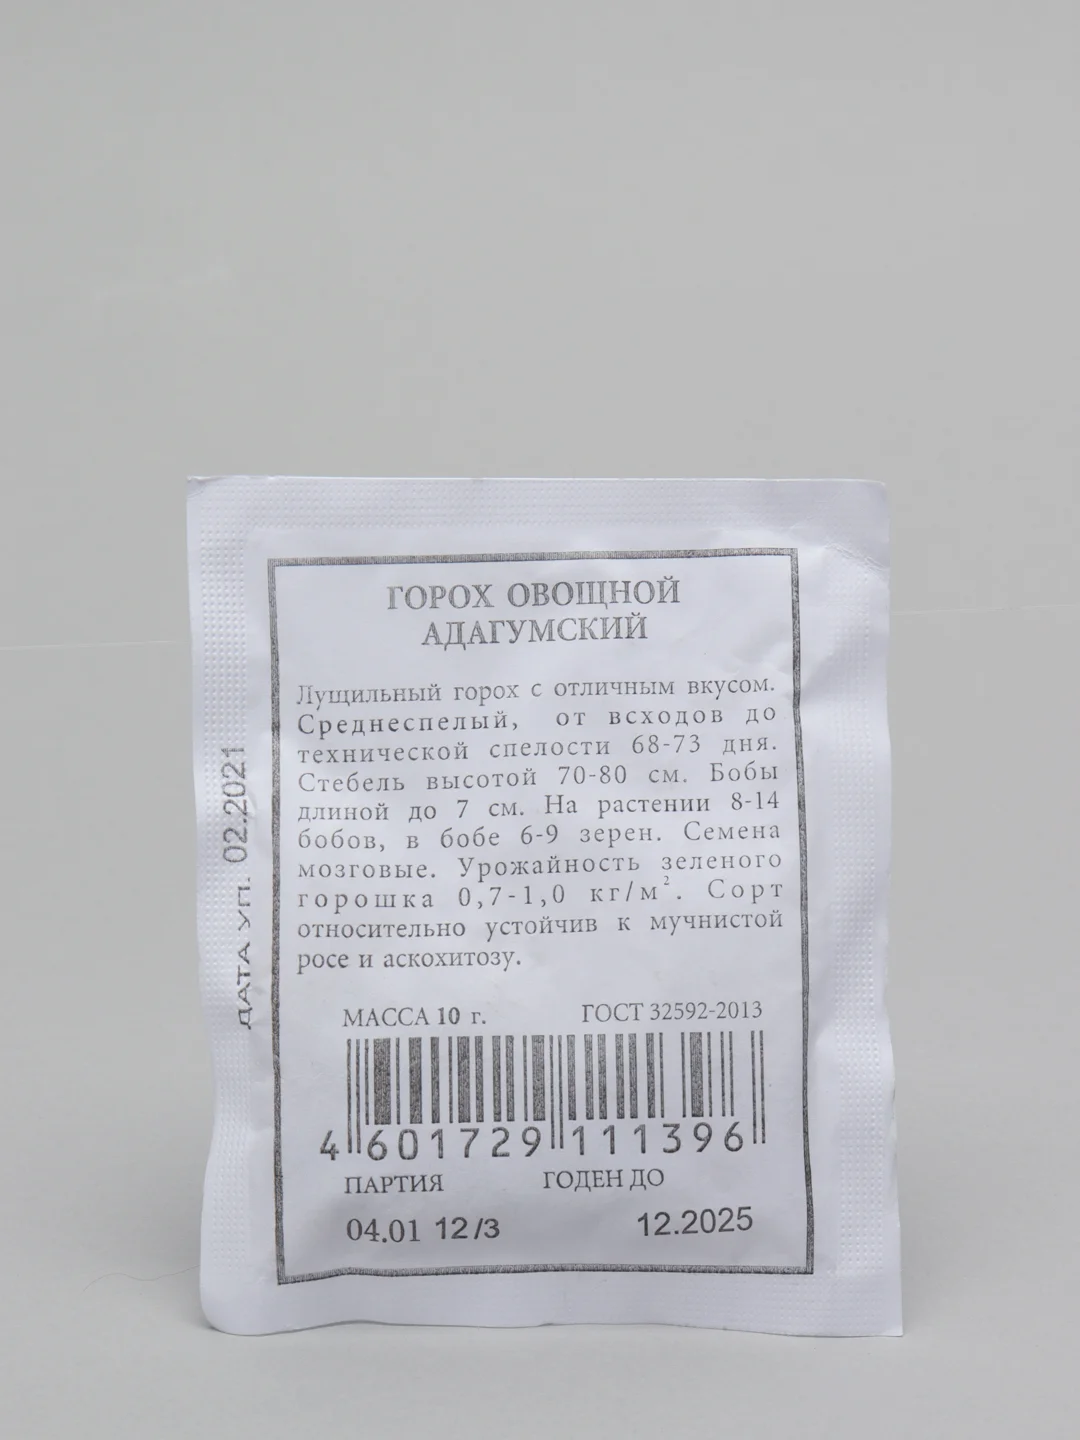 ГОРОХ ОВОЩНОЙ
АДАГУМСКИЙ
Лущильный горох с отличным вкусом.
Среднеспелый, от всходов до
технической спелости 68-73 дня.
Стебель высотой 70-80 см. Бобы
длиной до 7 см. На растении 8-14
бобов, в бобе 6-9 зерен. Семена
мозговые. Урожайность зеленого
горошка 0,7-1,0 кг/м². Сорт
относительно устойчив к мучнистой
росе и аскохитозу.
МАССА 10 г. ГОСТ 32592-2013
4 601729 111396
ПАРТИЯ ГОДЕН ДО
04.01 12/3 12.2025
ДАТА УП. 02.2021